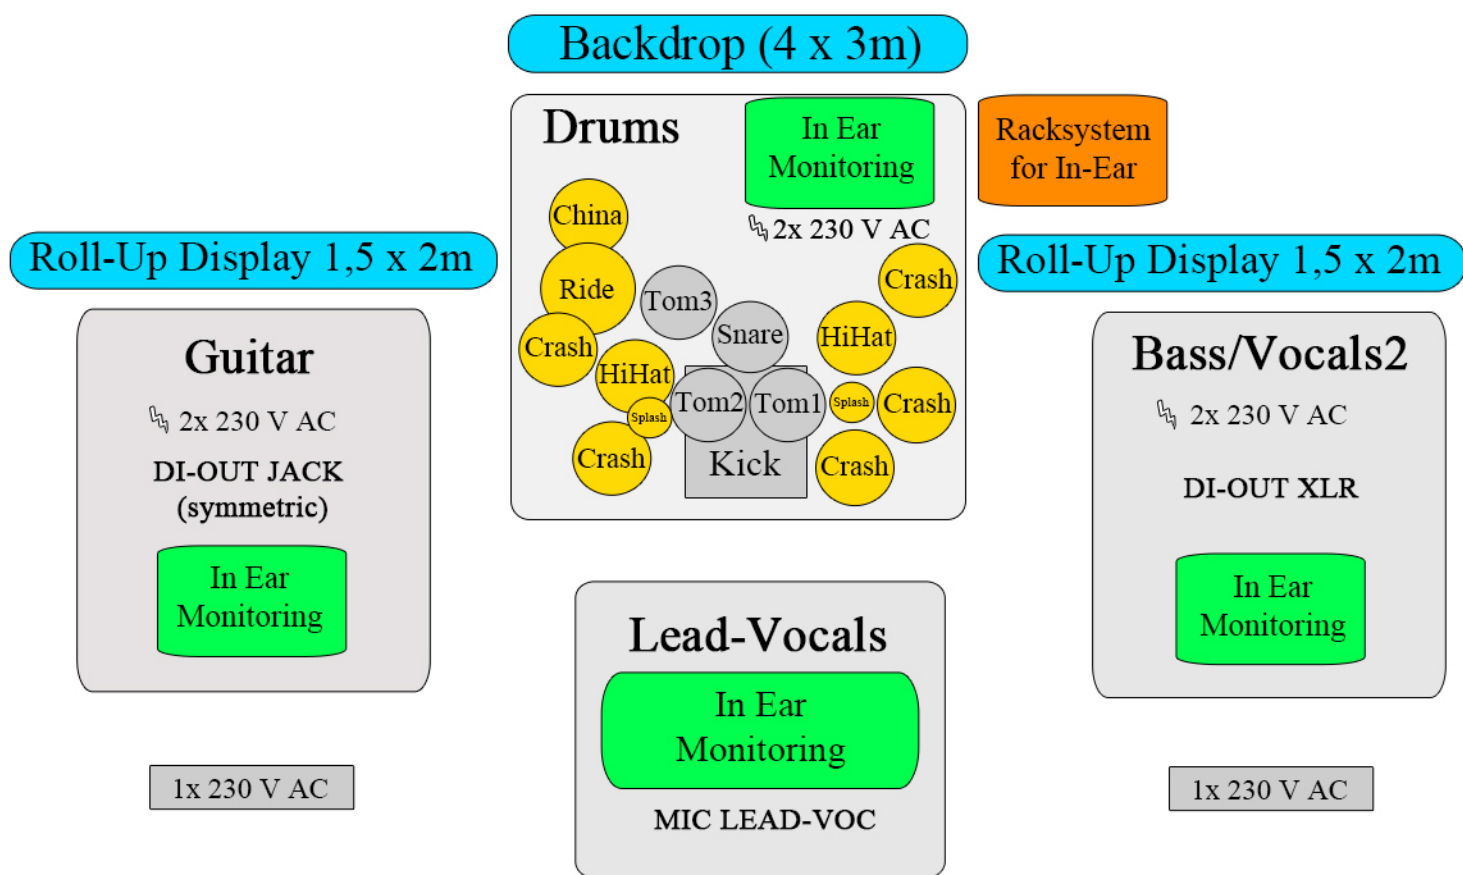 Backdrop (4 x 3m)
Drums
In Ear
Monitoring
2x 230 V AC
Racksystem
for In-Ear
China
Ride
Crash
Tom3
Snare
HiHat
Splash
Crash
Tom2
Tom1
Kick
HiHat
Crash
Splash
Crash
Crash
Roll-Up Display 1,5 x 2m
Guitar
2x 230 V AC
DI-OUT JACK
(symmetric)
In Ear
Monitoring
1x 230 V AC
Lead-Vocals
In Ear
Monitoring
MIC LEAD-VOC
Roll-Up Display 1,5 x 2m
Bass/Vocals2
2x 230 V AC
DI-OUT XLR
In Ear
Monitoring
1x 230 V AC